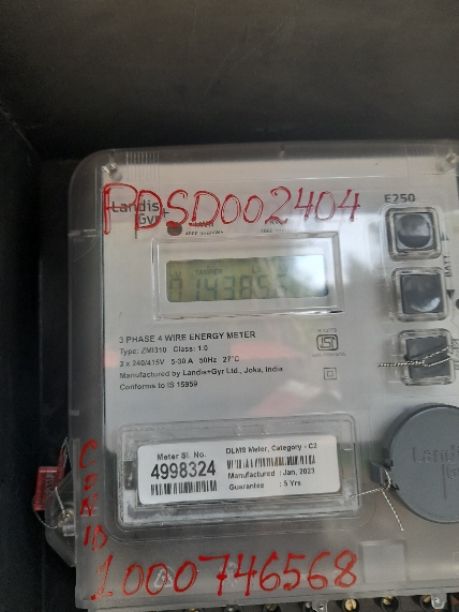 PDSD002404
Landis+
Gyr+
E250
BATT
3 PHASE 4 WIRE ENERGY METER
Type: ZMI310 Class: 1.0
3 x 240/415V 5-30 A 50Hz 27°C
Manufactured by Landis+Gyr Ltd., Joka, India
Conforms to IS 15959
Meter Sl. No.
4998324
DLMS Meter, Category - C2
Manufactured : Jan, 2023
Guarantee : 5 Yrs
Landis
1000746568